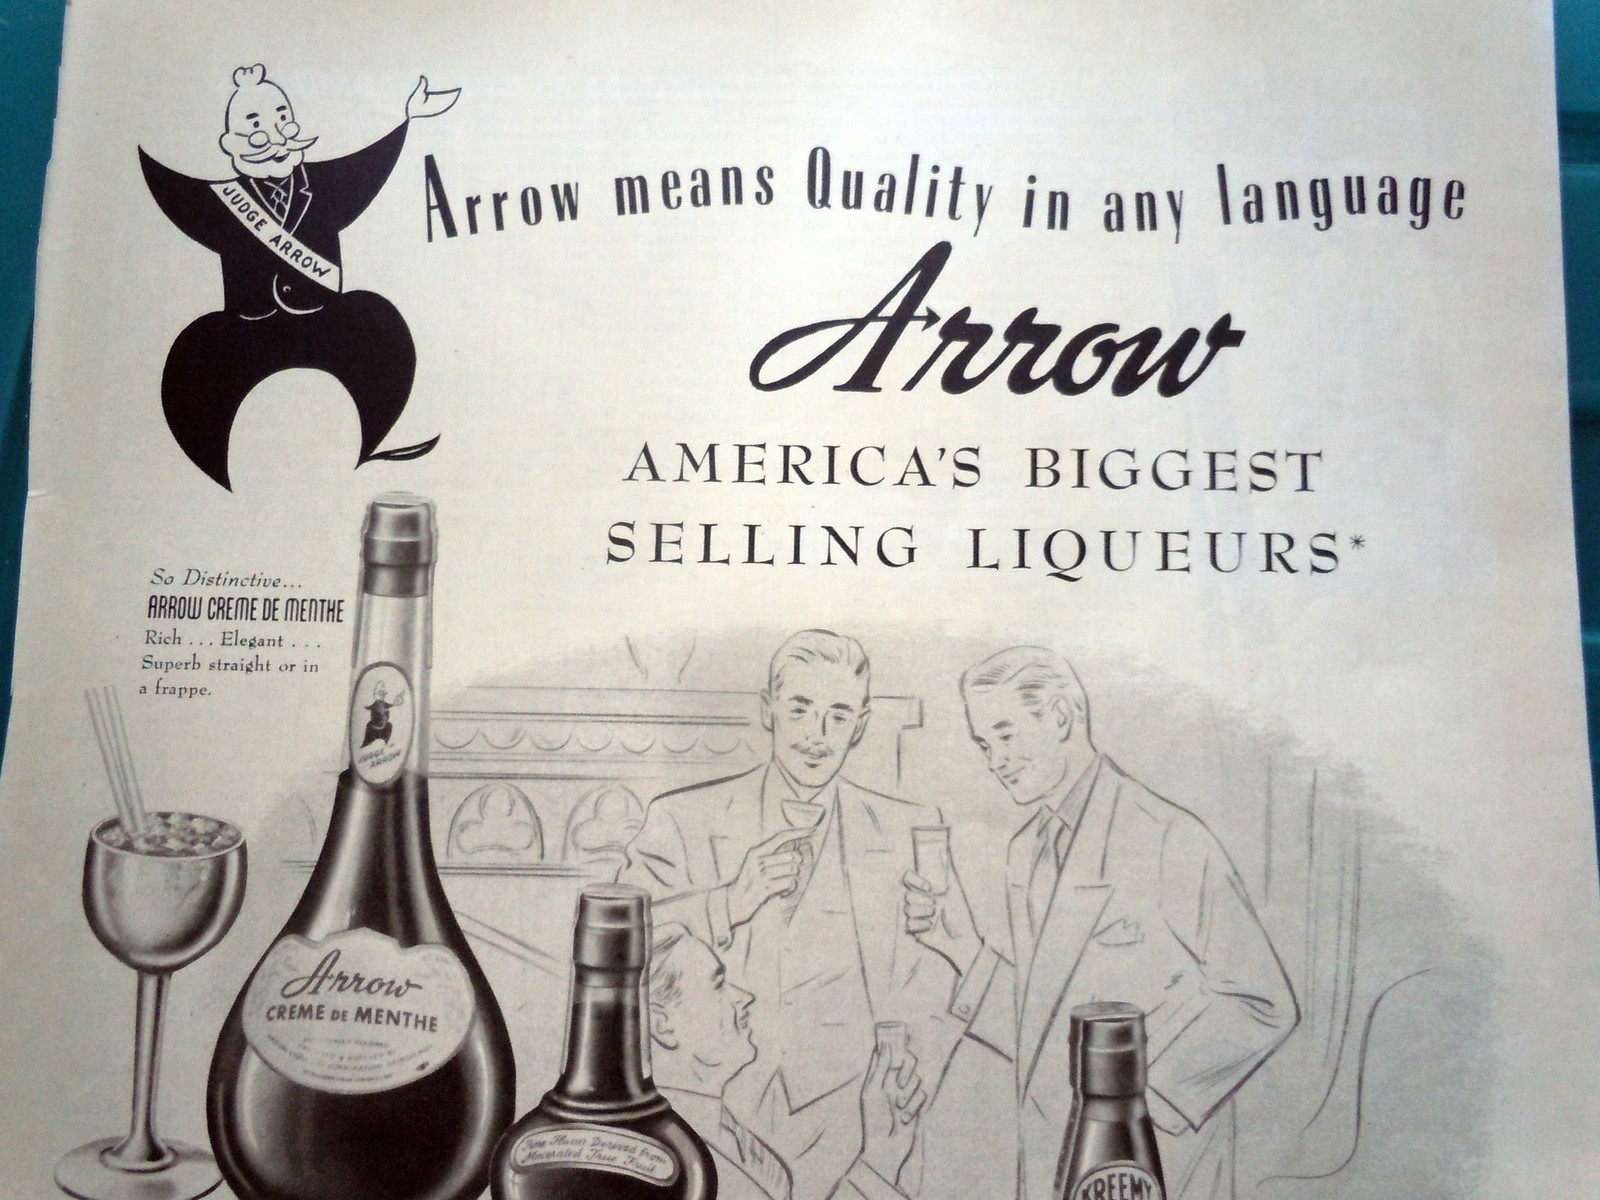 Arrow means Quality in any language
JUDGE ARROW
Arrow
AMERICA'S BIGGEST
SELLING LIQUEURS*
So Distinctive...
ARROW CREME DE MENTHE
Rich ... Elegant ...
Superb straight or in
a frappe.
JUDGE
ARROW
Arrow
CREME DE MENTHE
True Flavor Derived from
Macerated True Fruit
KREEMY